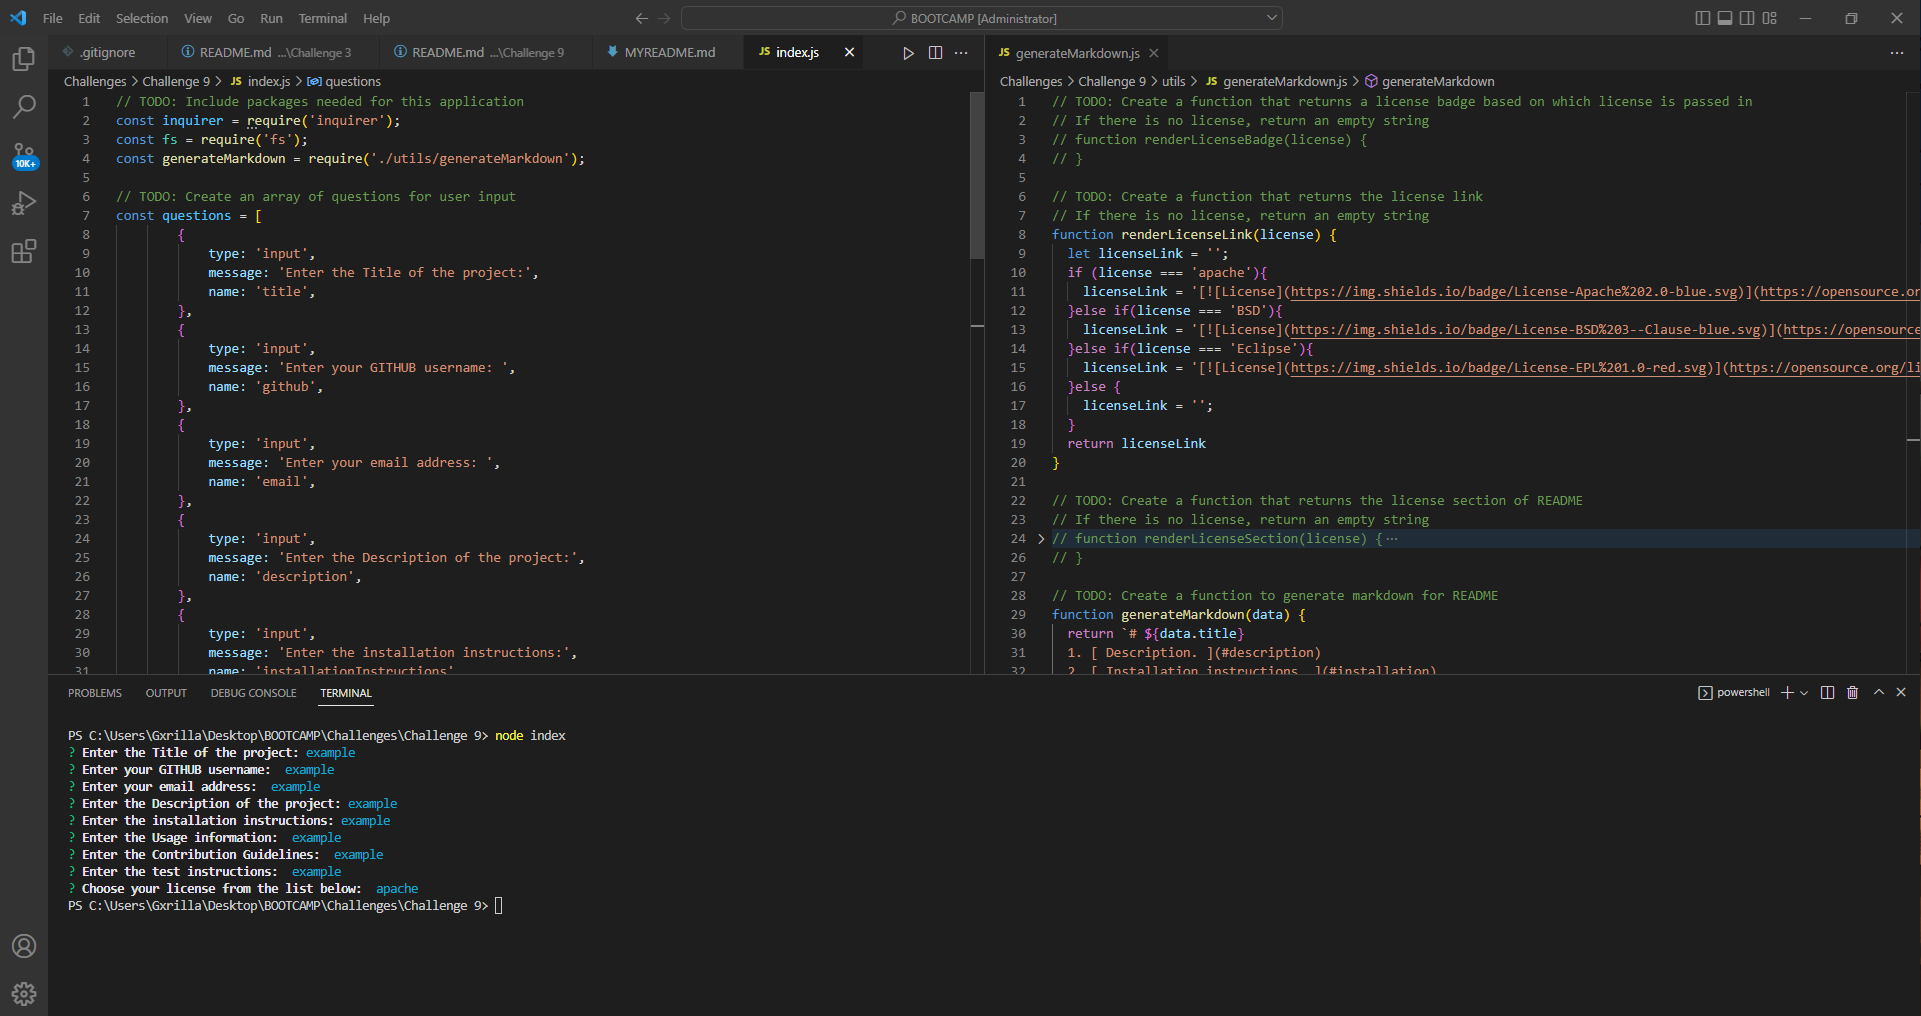 File Edit Selection View Go Run Terminal Help
BOOTCAMP [Administrator]
.gitignore
README.md ...\Challenge 3
README.md ...\Challenge 9
MYREADME.md
JS index.js
Challenges > Challenge 9 > JS index.js > questions
1 // TODO: Include packages needed for this application
2 const inquirer = require('inquirer');
3 const fs = require('fs');
4 const generateMarkdown = require('./utils/generateMarkdown');
5
6 // TODO: Create an array of questions for user input
7 const questions = [
8 {
9 type: 'input',
10 message: 'Enter the Title of the project:',
11 name: 'title',
12 },
13 {
14 type: 'input',
15 message: 'Enter your GITHUB username: ',
16 name: 'github',
17 },
18 {
19 type: 'input',
20 message: 'Enter your email address: ',
21 name: 'email',
22 },
23 {
24 type: 'input',
25 message: 'Enter the Description of the project:',
26 name: 'description',
27 },
28 {
29 type: 'input',
30 message: 'Enter the installation instructions:',
31 name: 'installationInstructions'
JS generateMarkdown.js
Challenges > Challenge 9 > utils > JS generateMarkdown.js > generateMarkdown
1 // TODO: Create a function that returns a license badge based on which license is passed in
2 // If there is no license, return an empty string
3 // function renderLicenseBadge(license) {
4 // }
5
6 // TODO: Create a function that returns the license link
7 // If there is no license, return an empty string
8 function renderLicenseLink(license) {
9 let licenseLink = '';
10 if (license === 'apache'){
11 licenseLink = '[![License](https://img.shields.io/badge/License-Apache%202.0-blue.svg)](https://opensource.or
12 }else if(license === 'BSD'){
13 licenseLink = '[![License](https://img.shields.io/badge/License-BSD%203--Clause-blue.svg)](https://opensource
14 }else if(license === 'Eclipse'){
15 licenseLink = '[![License](https://img.shields.io/badge/License-EPL%201.0-red.svg)](https://opensource.org/li
16 }else {
17 licenseLink = '';
18 }
19 return licenseLink
20 }
21
22 // TODO: Create a function that returns the license section of README
23 // If there is no license, return an empty string
24 // function renderLicenseSection(license) {···
26 // }
27
28 // TODO: Create a function to generate markdown for README
29 function generateMarkdown(data) {
30 return `# ${data.title}
31 1. [ Description. ](#description)
32 2. [ Installation instructions. ](#installation)
10K+
PROBLEMS OUTPUT DEBUG CONSOLE TERMINAL
powershell
PS C:\Users\Gxrilla\Desktop\BOOTCAMP\Challenges\Challenge 9> node index
? Enter the Title of the project: example
? Enter your GITHUB username:  example
? Enter your email address:  example
? Enter the Description of the project: example
? Enter the installation instructions: example
? Enter the Usage information:  example
? Enter the Contribution Guidelines:  example
? Enter the test instructions:  example
? Choose your license from the list below:  apache
PS C:\Users\Gxrilla\Desktop\BOOTCAMP\Challenges\Challenge 9>